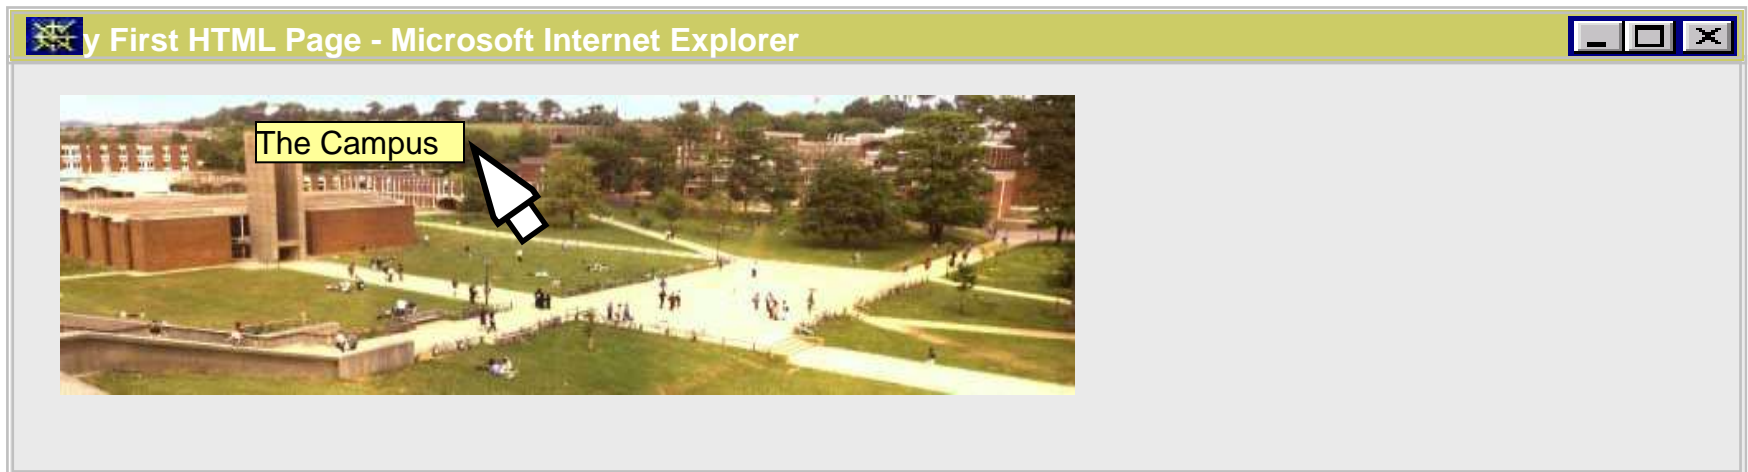 y First HTML Page - Microsoft Internet Explorer
The Campus